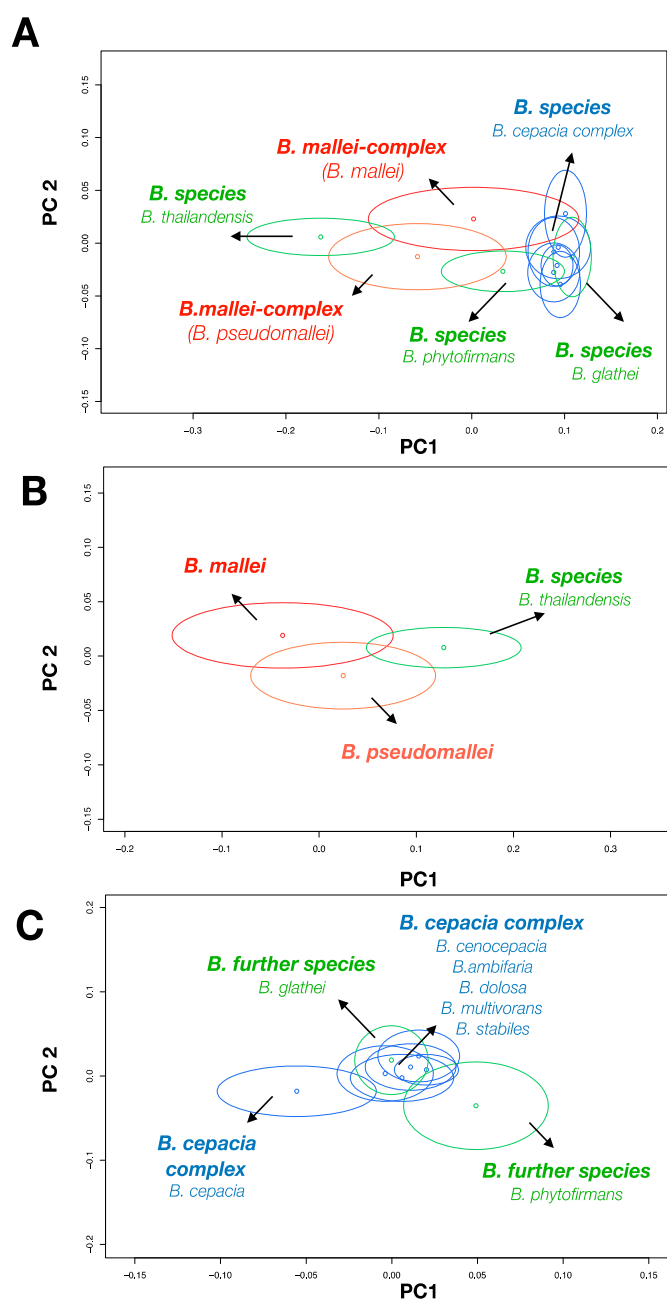 A
B. species
B. cepacia complex
B. mallei-complex
(B. mallei)
B. species
B. thailandensis
B.mallei-complex
(B. pseudomallei)
B. species
B. phytofirmans
B. species
B. glathei
PC 2
0.15
0.10
0.05
0.00
-0.05
-0.10
-0.15
-0.3
-0.2
-0.1
0.0
0.1
0.2
PC1
B
B. mallei
B. species
B. thailandensis
B. pseudomallei
PC 2
0.15
0.10
0.05
0.00
-0.05
-0.10
-0.15
-0.2
-0.1
0.0
0.1
0.2
0.3
PC1
C
B. cepacia complex
B. cenocepacia
B.ambifaria
B. dolosa
B. multivorans
B. stabiles
B. further species
B. glathei
B. cepacia
complex
B. cepacia
B. further species
B. phytofirmans
PC 2
0.2
0.1
0.0
-0.1
-0.2
-0.15
-0.10
-0.05
0.00
0.05
0.10
0.15
PC1